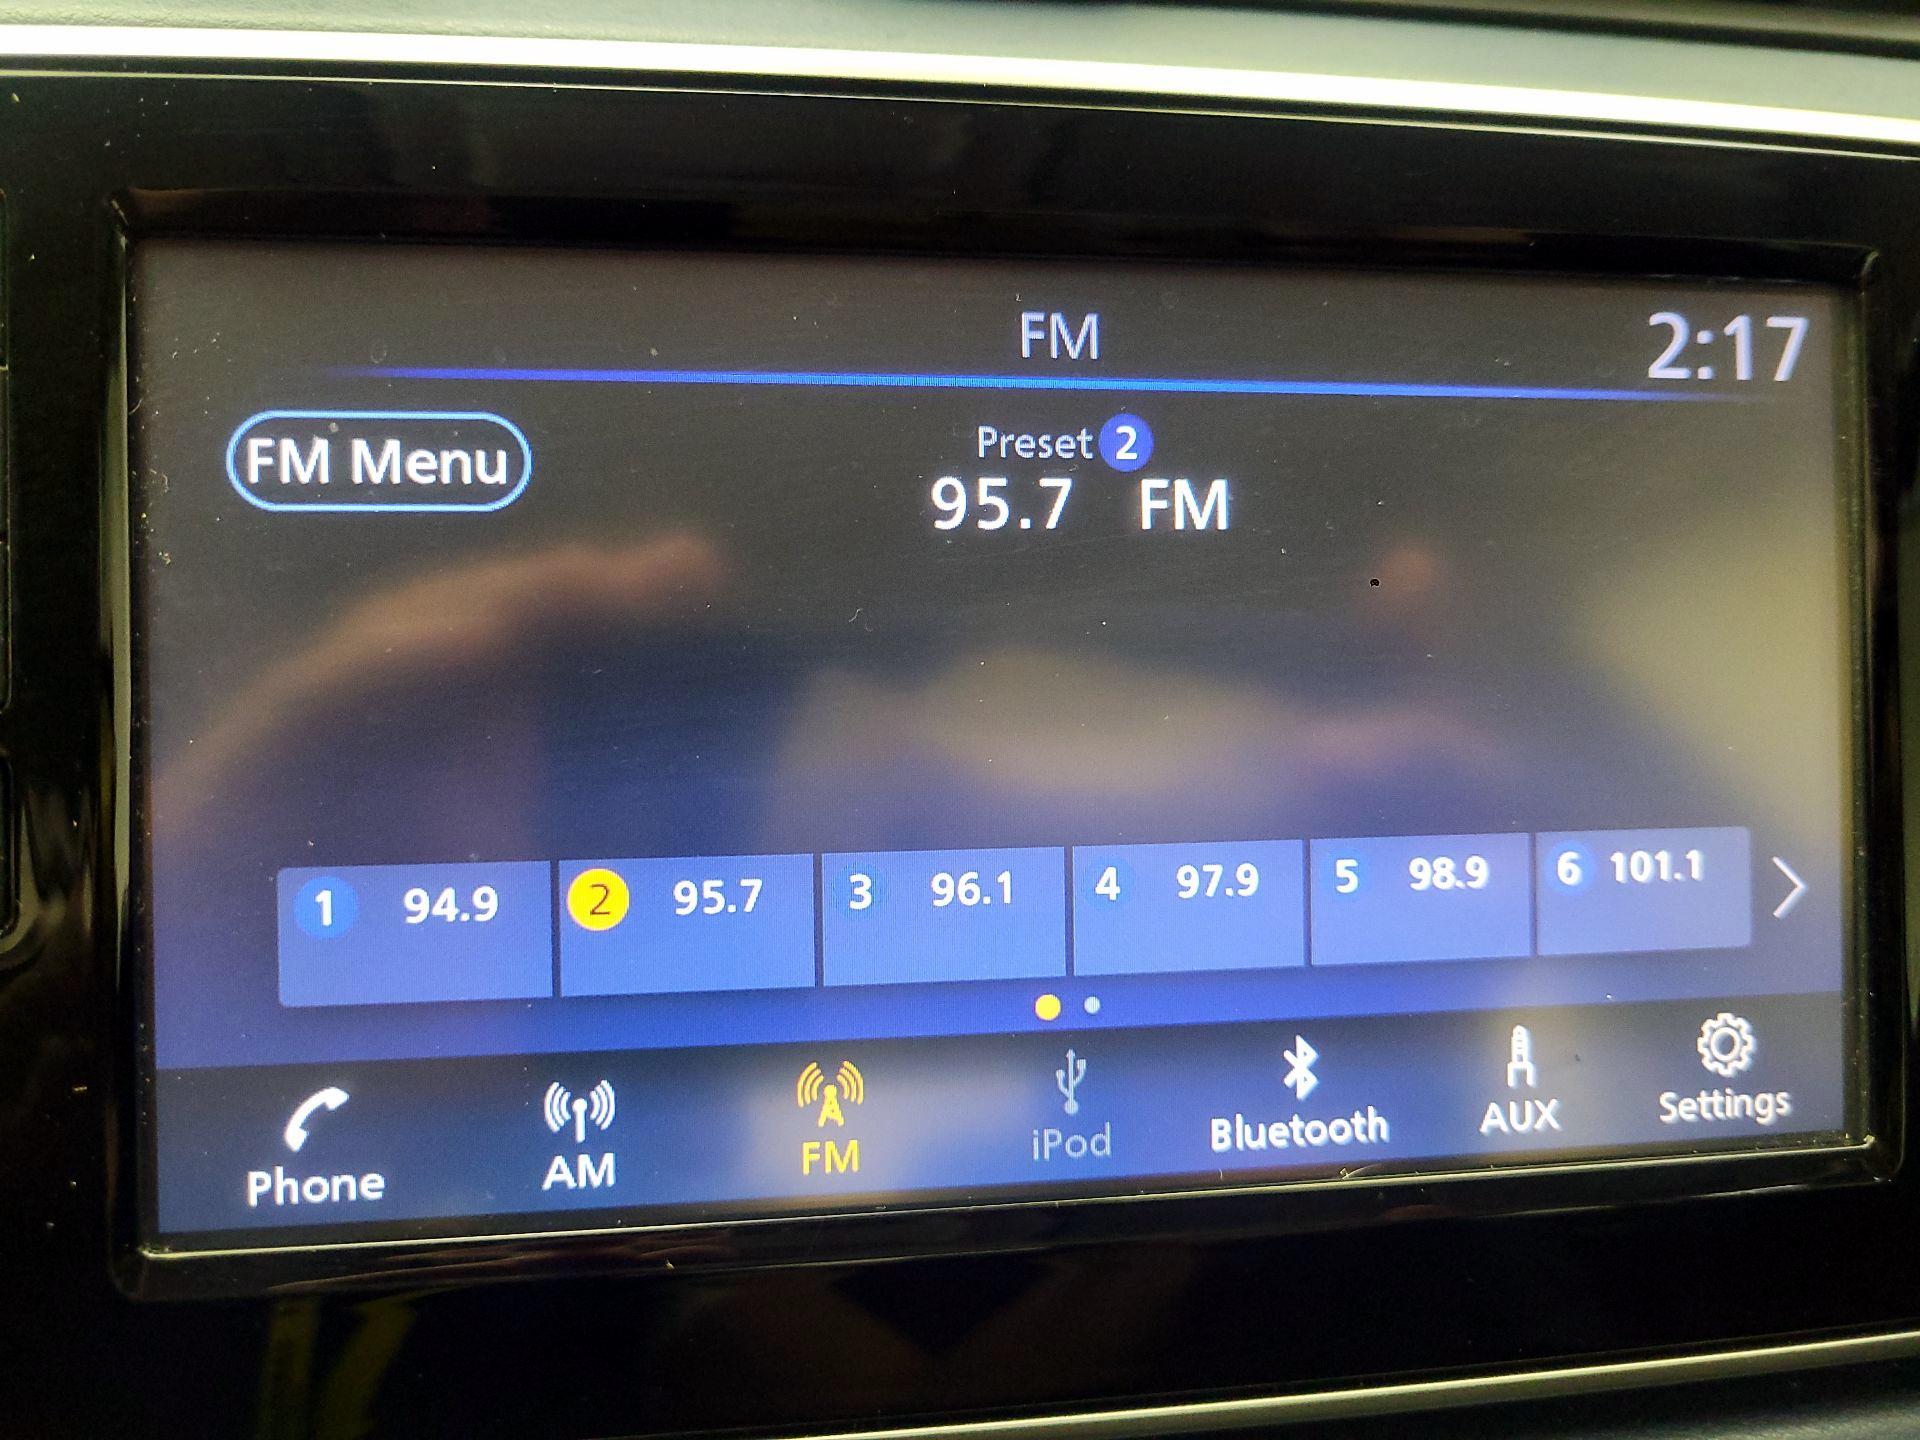 FM
2:17
FM Menu
Preset 2
95.7 FM
1 94.9
2 95.7
3 96.1
4 97.9
5 98.9
6 101.1
Phone
AM
FM
iPod
Bluetooth
AUX
Settings